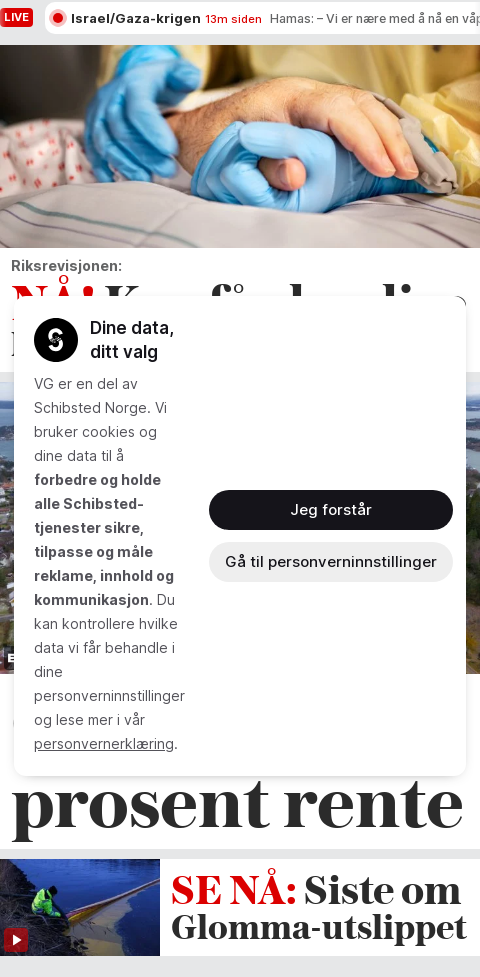 LIVE
Israel/Gaza-krigen 13m siden Hamas: – Vi er nære med å nå en
Riksrevisjonen:
NÅ!
Dine data,
ditt valg
VG er en del av
Schibsted Norge. Vi
bruker cookies og
dine data til å
forbedre og holde
alle Schibsted-
tjenester sikre,
tilpasse og måle
reklame, innhold og
kommunikasjon. Du
kan kontrollere hvilke
data vi får behandle i
dine
personverninnstillinger
og lese mer i vår
personvernerklæring.
Jeg forstår
Gå til personverninnstillinger
prosent rente
SE NÅ: Siste om
Glomma-utslippet